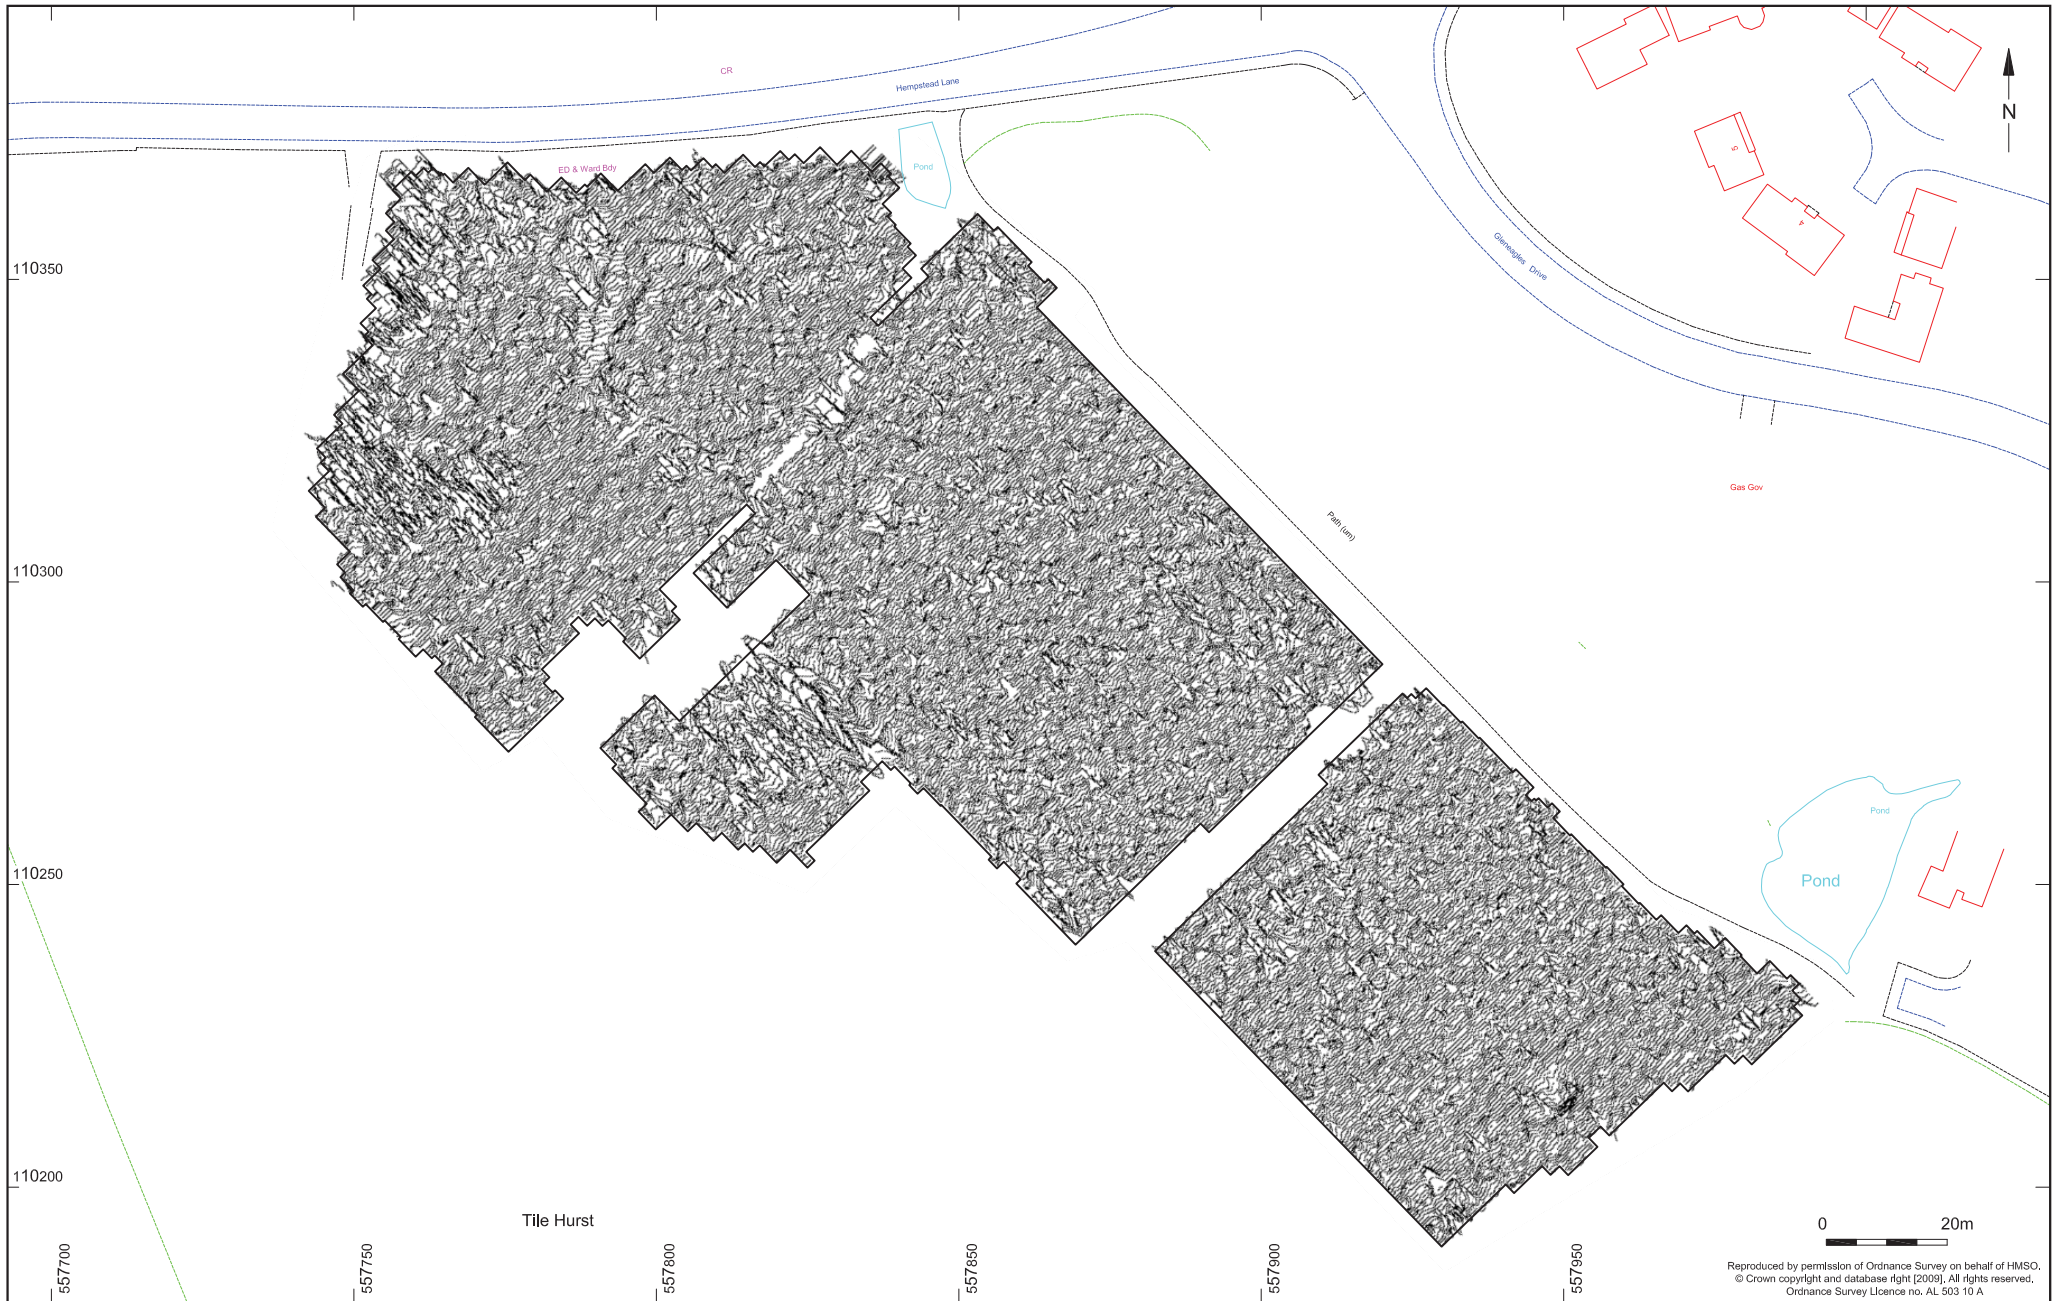 CR
Hempstead Lane
N
ED & Ward Bdy
Pond
5
4
Gleneagles Drive
110350
Gas Gov
Path (um)
110300
Pond
Pond
110250
110200
Tile Hurst
0 20m
557700
557750
557800
557850
557900
557950
Reproduced by permission of Ordnance Survey on behalf of HMSO.
© Crown copyright and database right [2009]. All rights reserved.
Ordnance Survey Licence no. AL 503 10 A